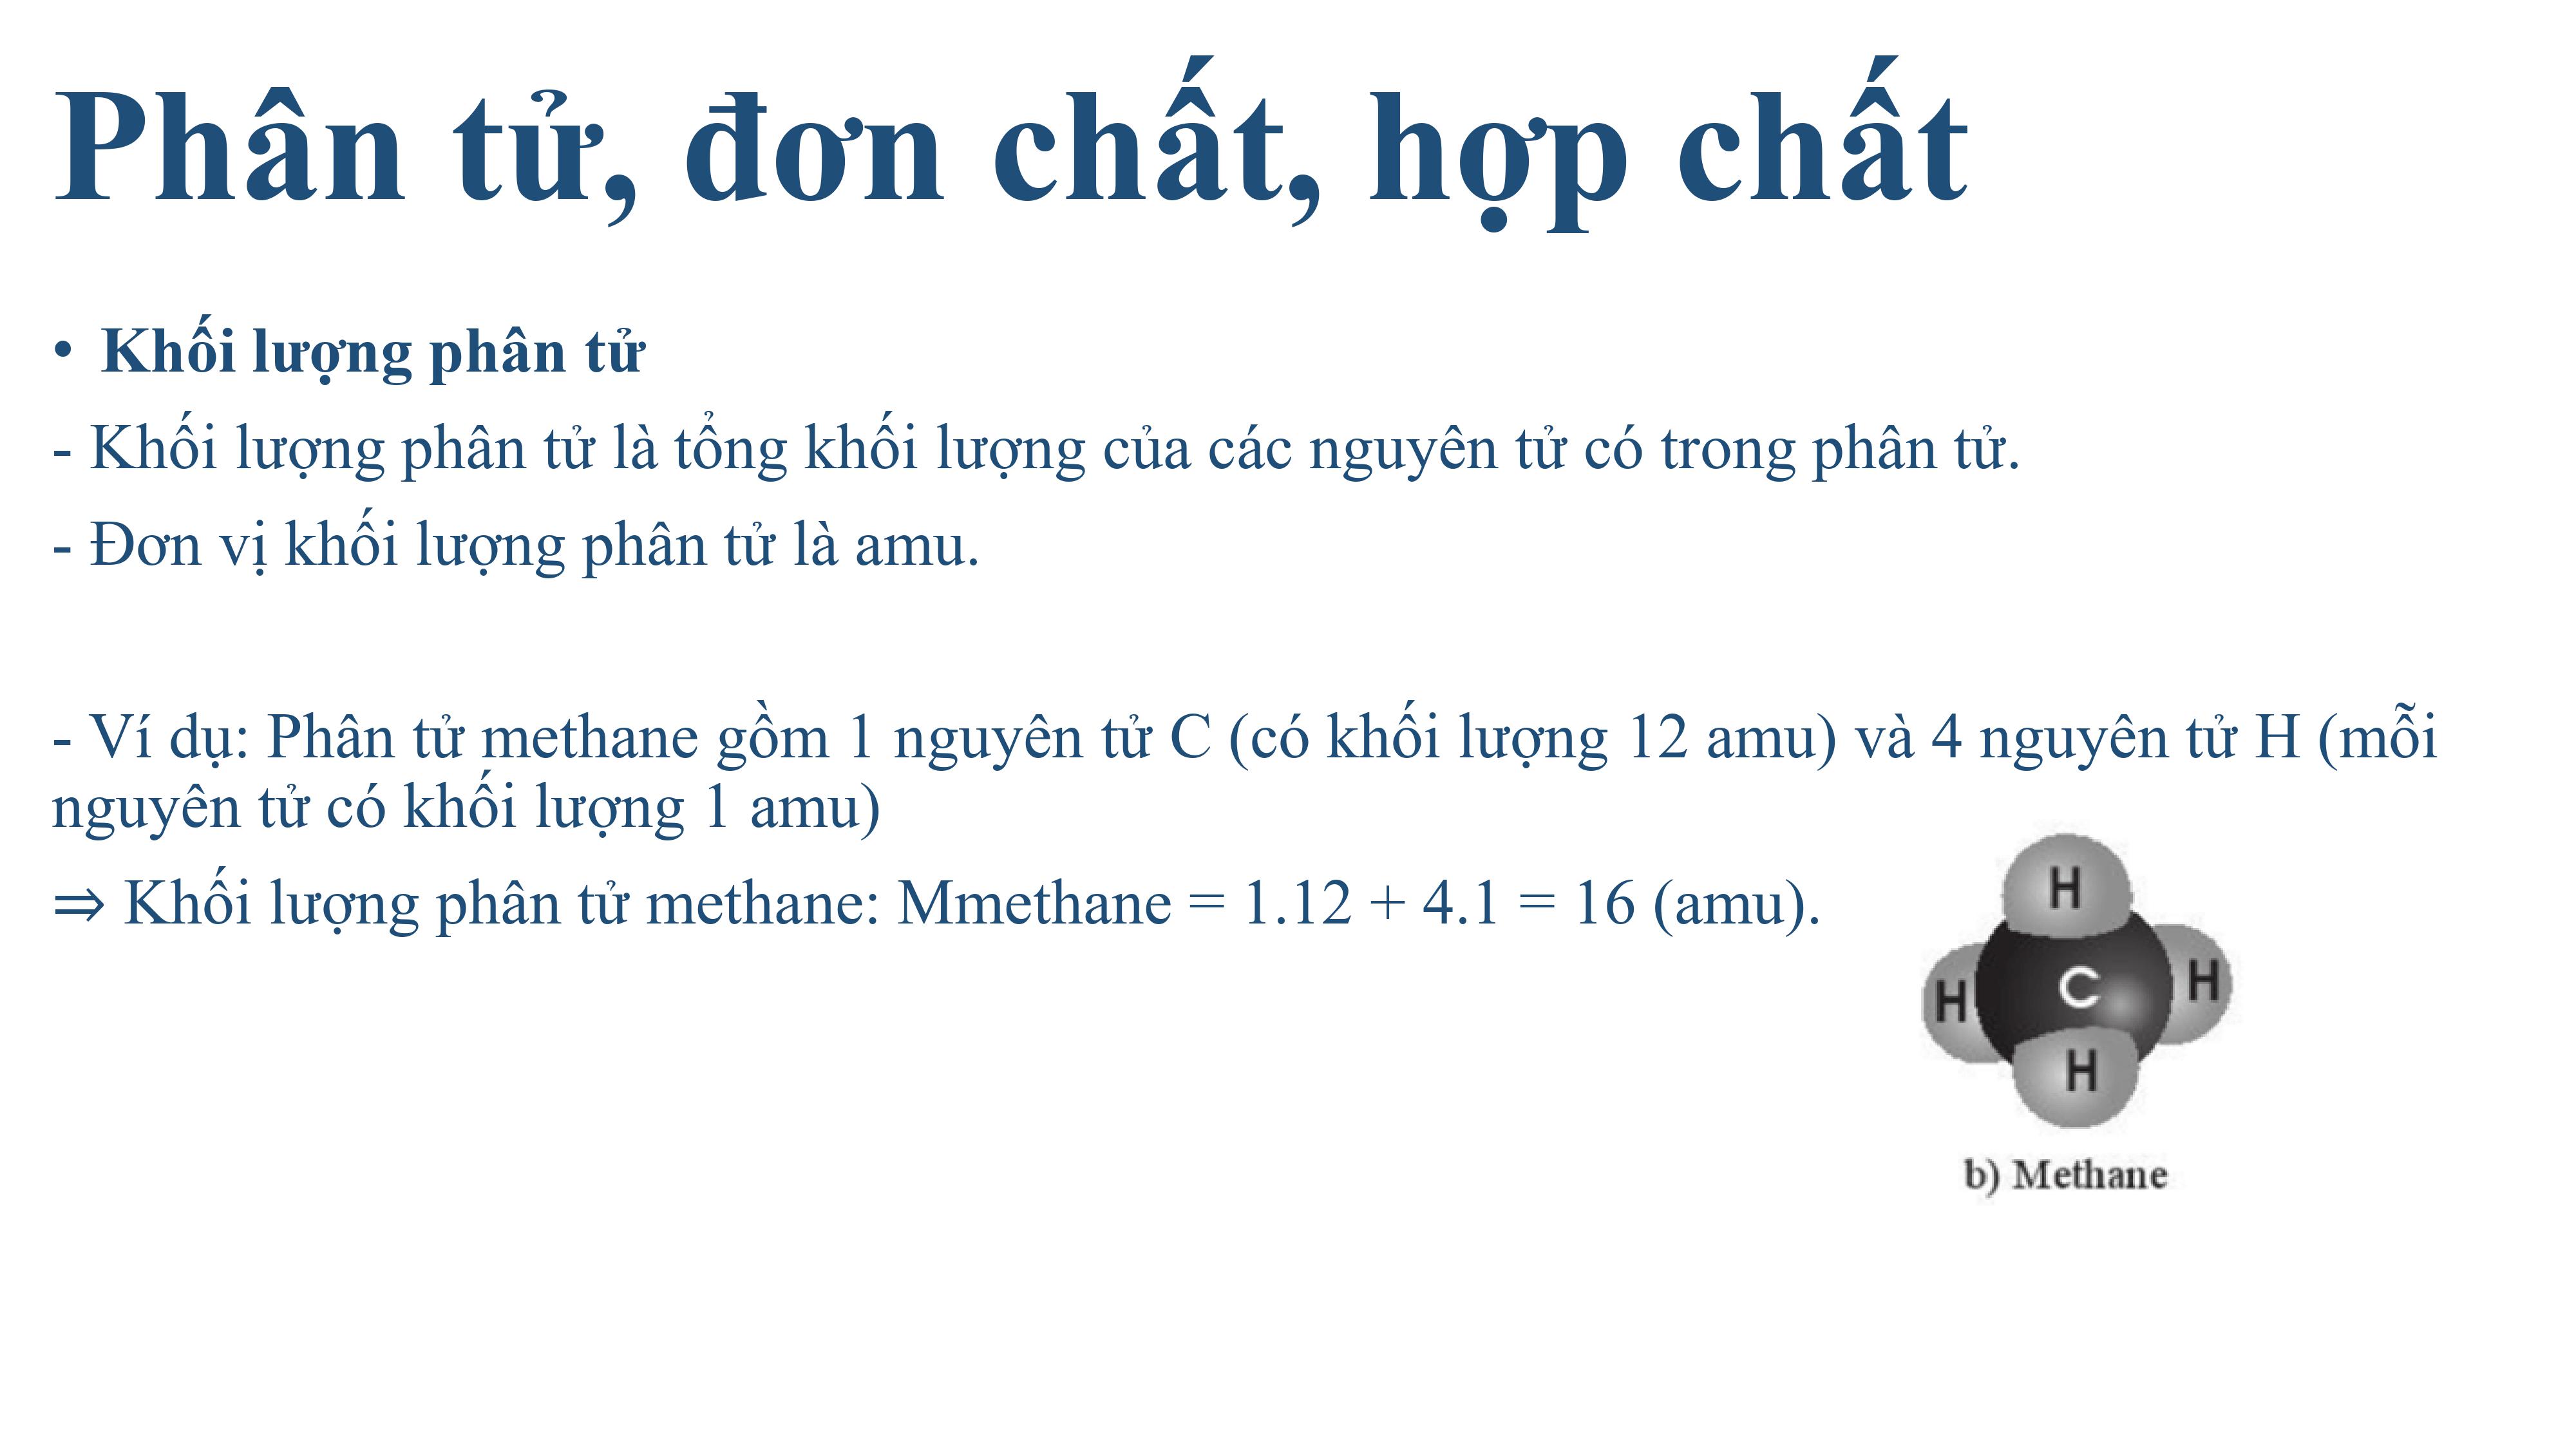 Phân tử, đơn chất, hợp chất
• Khối lượng phân tử
- Khối lượng phân tử là tổng khối lượng của các nguyên tử có trong phân tử.
- Đơn vị khối lượng phân tử là amu.
- Ví dụ: Phân tử methane gồm 1 nguyên tử C (có khối lượng 12 amu) và 4 nguyên tử H (mỗi
nguyên tử có khối lượng 1 amu)
⇒ Khối lượng phân tử methane: Mmethane = 1.12 + 4.1 = 16 (amu).
H
H C H
H
b) Methane